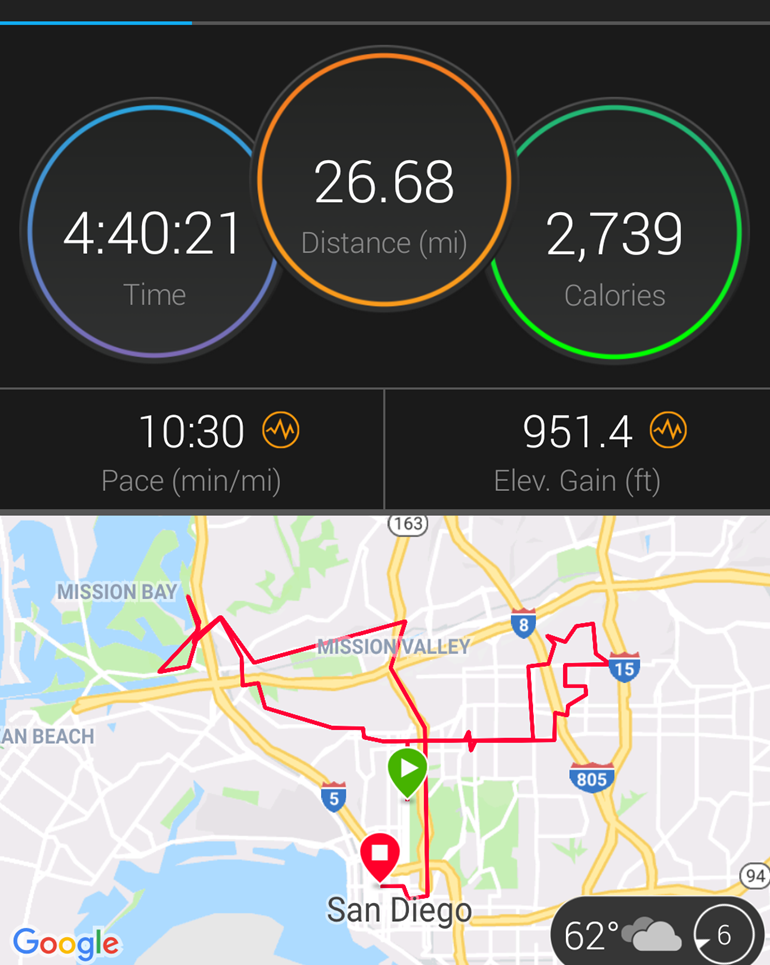 26.68
Distance (mi)
4:40:21
Time
2,739
Calories
10:30
Pace (min/mi)
951.4
Elev. Gain (ft)
163
MISSION BAY
8
MISSION VALLEY
15
AN BEACH
5
805
94
San Diego
62°
6
Google